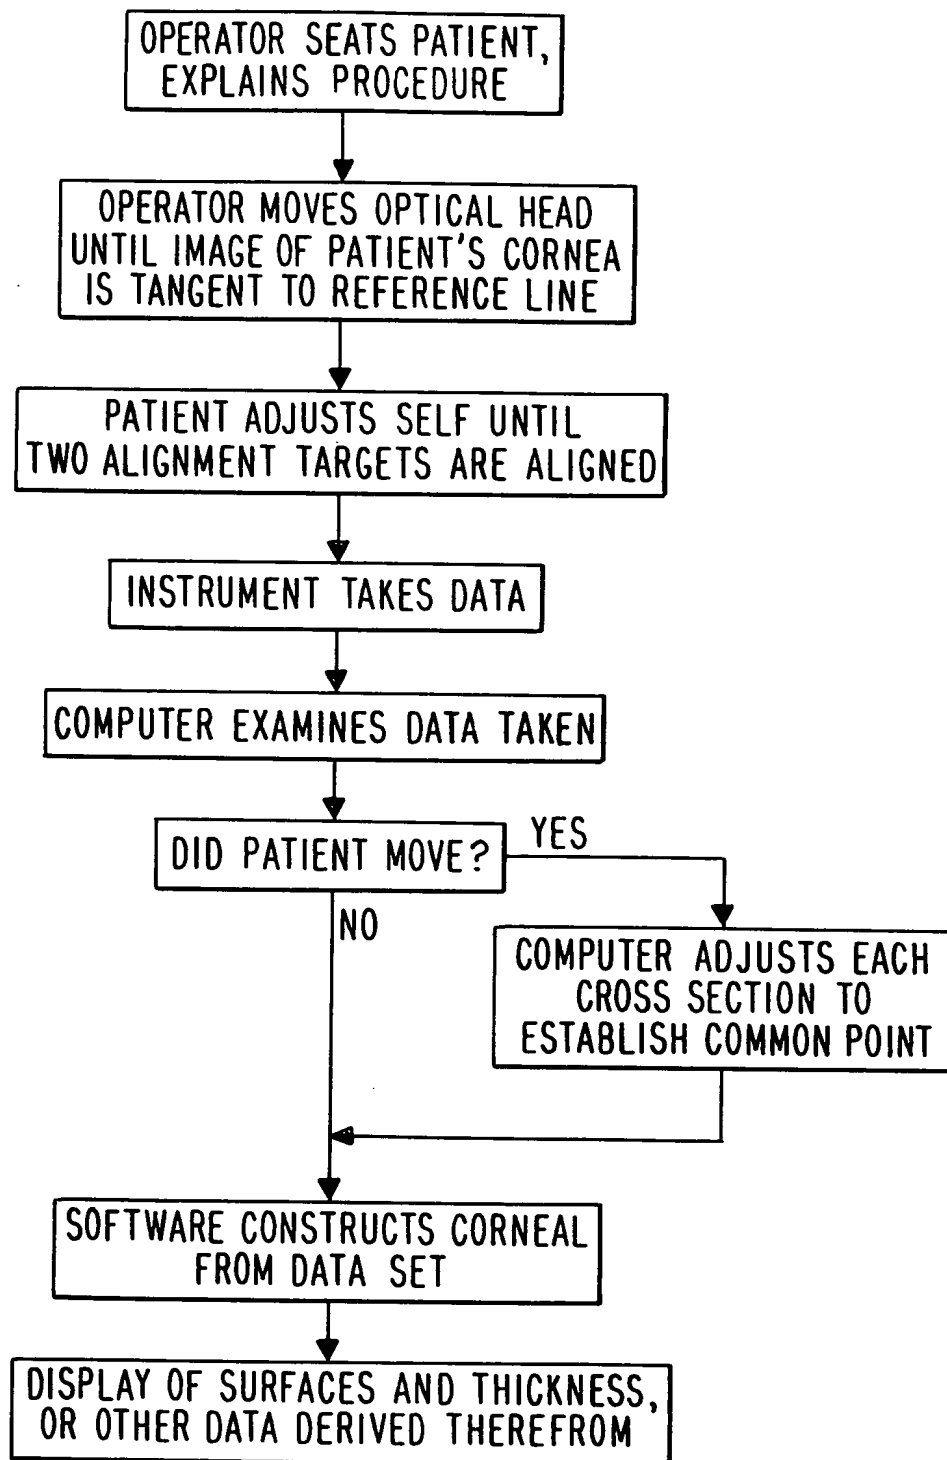 OPERATOR SEATS PATIENT,
EXPLAINS PROCEDURE
OPERATOR MOVES OPTICAL HEAD
UNTIL IMAGE OF PATIENT'S CORNEA
IS TANGENT TO REFERENCE LINE
PATIENT ADJUSTS SELF UNTIL
TWO ALIGNMENT TARGETS ARE ALIGNED
INSTRUMENT TAKES DATA
COMPUTER EXAMINES DATA TAKEN
DID PATIENT MOVE?
YES
NO
COMPUTER ADJUSTS EACH
CROSS SECTION TO
ESTABLISH COMMON POINT
SOFTWARE CONSTRUCTS CORNEAL
FROM DATA SET
DISPLAY OF SURFACES AND THICKNESS,
OR OTHER DATA DERIVED THEREFROM